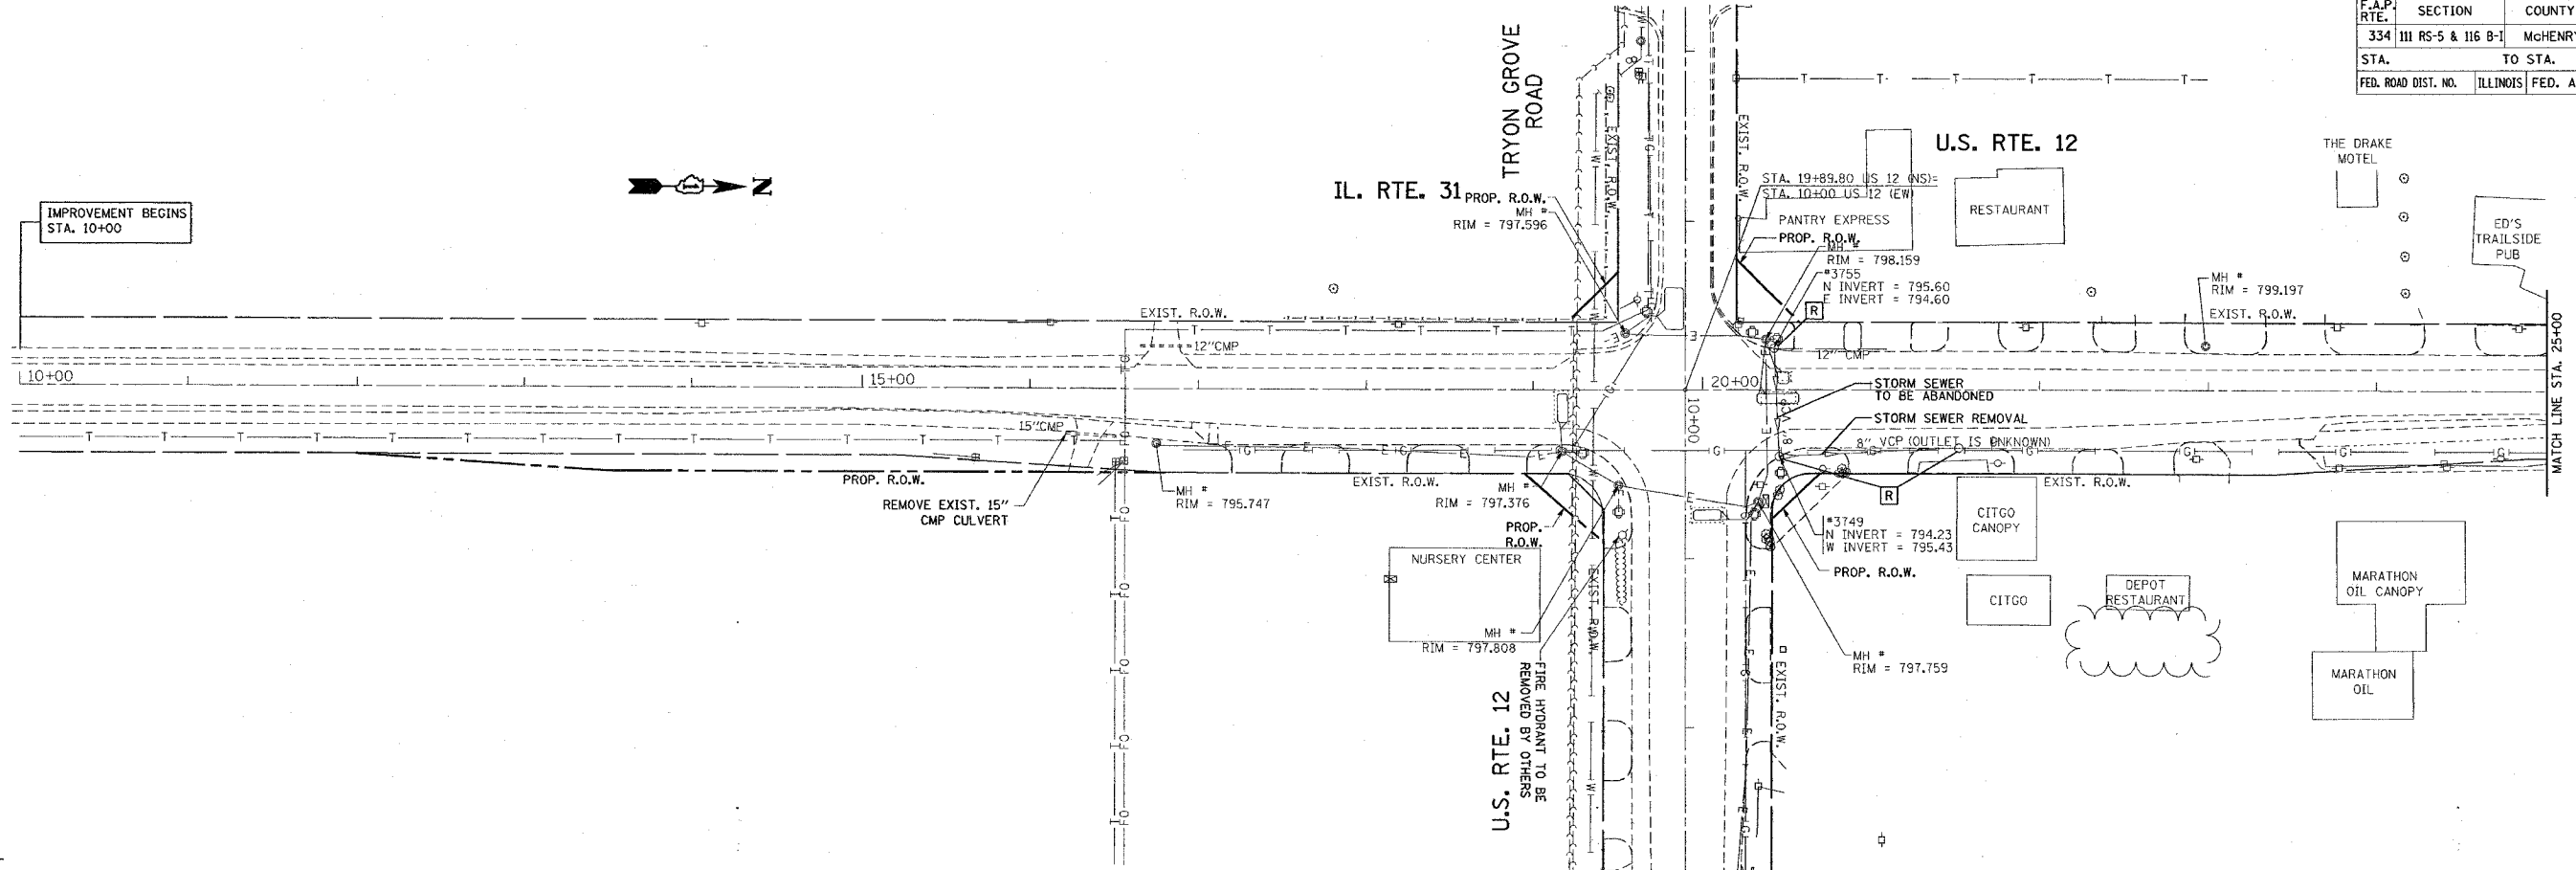 F.A.P. RTE. SECTION COUNTY
334 111 RS-5 & 116 B-I McHENRY
STA. TO STA.
FED. ROAD DIST. NO. ILLINOIS FED. A
IMPROVEMENT BEGINS
STA. 10+00
N
TRYON GROVE
ROAD
IL. RTE. 31
PROP. R.O.W.
MH #
RIM = 797.596
U.S. RTE. 12
STA. 19+89.80 US 12 (NS)=
STA. 10+00 US 12 (EW)
PANTRY EXPRESS
PROP. R.O.W.
MH #
RIM = 798.159
#3755
N INVERT = 795.60
E INVERT = 794.60
R
RESTAURANT
THE DRAKE
MOTEL
ED'S
TRAILSIDE
PUB
MH #
RIM = 799.197
EXIST. R.O.W.
EXIST. R.O.W.
EXIST. R.O.W.
EXIST. R.O.W.
12"CMP
12" CMP
10+00
15+00
20+00
10+00
MATCH LINE STA. 25+00
STORM SEWER
TO BE ABANDONED
STORM SEWER REMOVAL
8" VCP (OUTLET IS UNKNOWN)
8" VCP
15"CMP
PROP. R.O.W.
REMOVE EXIST. 15"
CMP CULVERT
MH #
RIM = 795.747
EXIST. R.O.W.
MH #
RIM = 797.376
PROP.
R.O.W.
NURSERY CENTER
MH #
RIM = 797.808
EXIST. R.O.W.
R
EXIST. R.O.W.
#3749
N INVERT = 794.23
W INVERT = 795.43
PROP. R.O.W.
CITGO
CANOPY
CITGO
DEPOT
RESTAURANT
MARATHON
OIL CANOPY
MARATHON
OIL
MH #
RIM = 797.759
EXIST. R.O.W.
U.S. RTE. 12
FIRE HYDRANT TO BE
REMOVED BY OTHERS